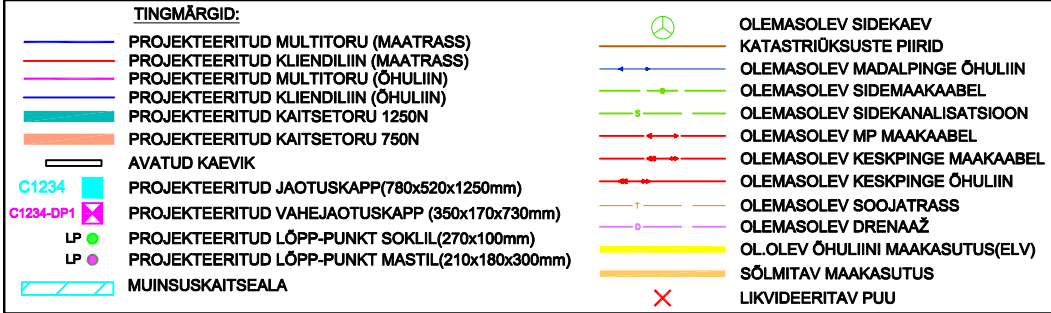 TINGMÄRGID:
PROJEKTEERITUD MULTITORU (MAATRASS)
PROJEKTEERITUD KLIENDILIIN (MAATRASS)
PROJEKTEERITUD MULTITORU (ÕHULIIN)
PROJEKTEERITUD KLIENDILIIN (ÕHULIIN)
PROJEKTEERITUD KAITSETORU 1250N
PROJEKTEERITUD KAITSETORU 750N
AVATUD KAEVIK
C1234 PROJEKTEERITUD JAOTUSKAPP(780x520x1250mm)
C1234-DP1 PROJEKTEERITUD VAHEJAOTUSKAPP (350x170x730mm)
LP PROJEKTEERITUD LÕPP-PUNKT SOKLIL(270x100mm)
LP PROJEKTEERITUD LÕPP-PUNKT MASTIL(210x180x300mm)
MUINSUSKAITSEALA
OLEMASOLEV SIDEKAEV
KATASTRIÜKSUSTE PIIRID
OLEMASOLEV MADALPINGE ÕHULIIN
OLEMASOLEV SIDEMAAKAABEL
S OLEMASOLEV SIDEKANALISATSIOON
OLEMASOLEV MP MAAKAABEL
OLEMASOLEV KESKPINGE MAAKAABEL
OLEMASOLEV KESKPINGE ÕHULIIN
T OLEMASOLEV SOOJATRASS
D OLEMASOLEV DRENAAŽ
OL.OLEV ÕHULIINI MAAKASUTUS(ELV)
SÕLMITAV MAAKASUTUS
LIKVIDEERITAV PUU